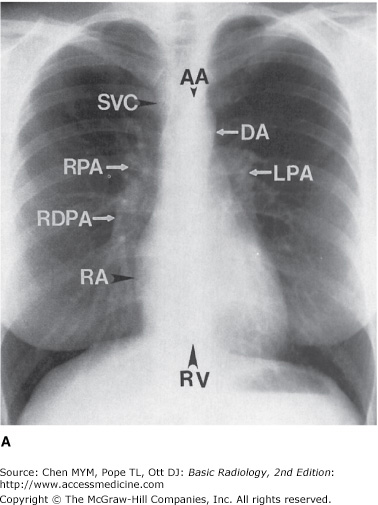 AA
SVC
DA
RPA
LPA
RDPA
RA
RV
A
Source: Chen MYM, Pope TL, Ott DJ: Basic Radiology, 2nd Edition:
http://www.accessmedicine.com
Copyright © The McGraw-Hill Companies, Inc. All rights reserved.